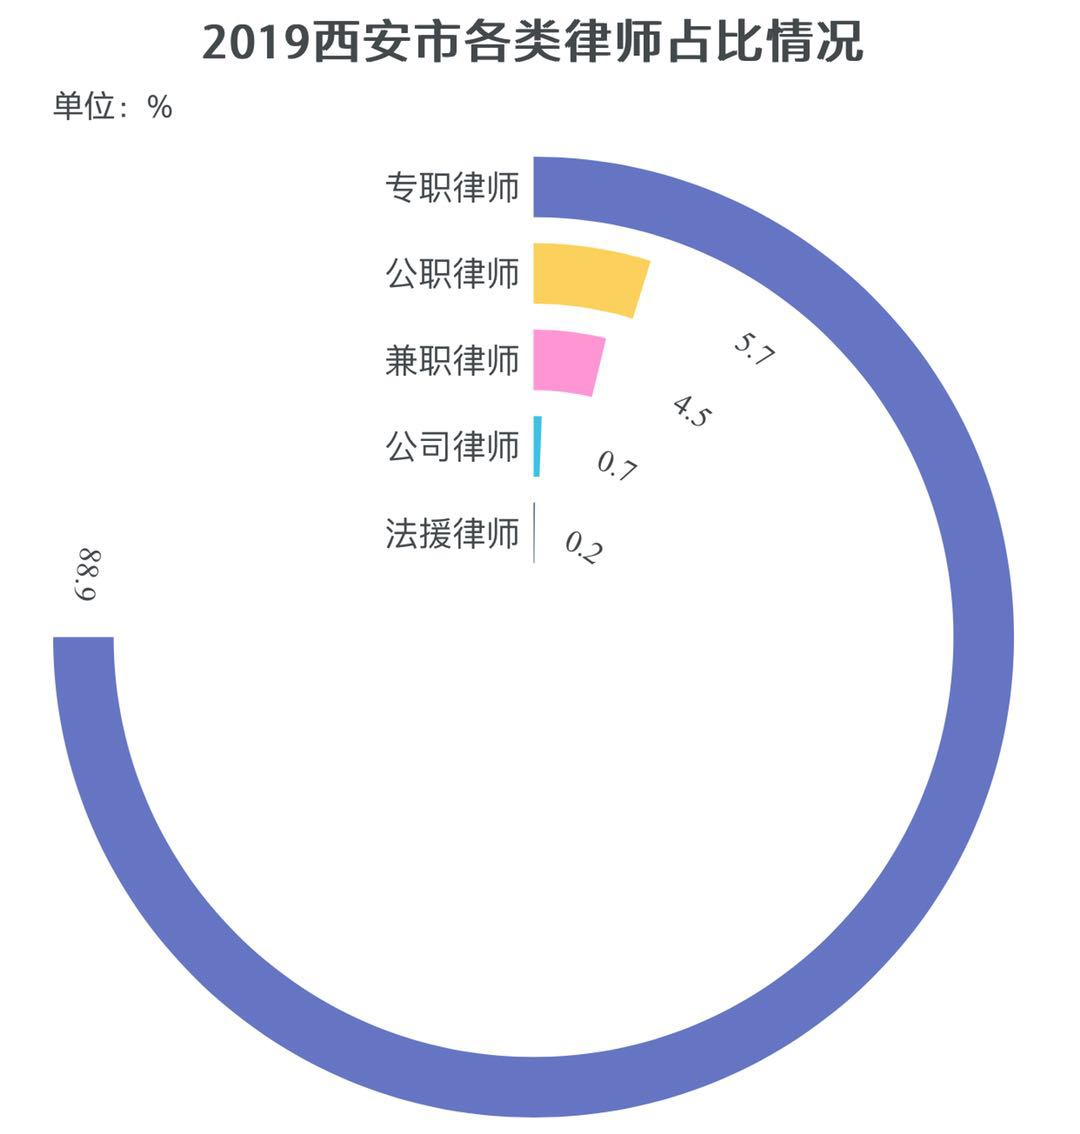 2019西安市各类律师占比情况
单位：%
专职律师
公职律师
5.7
兼职律师
4.5
公司律师
0.7
法援律师
0.2
88.9